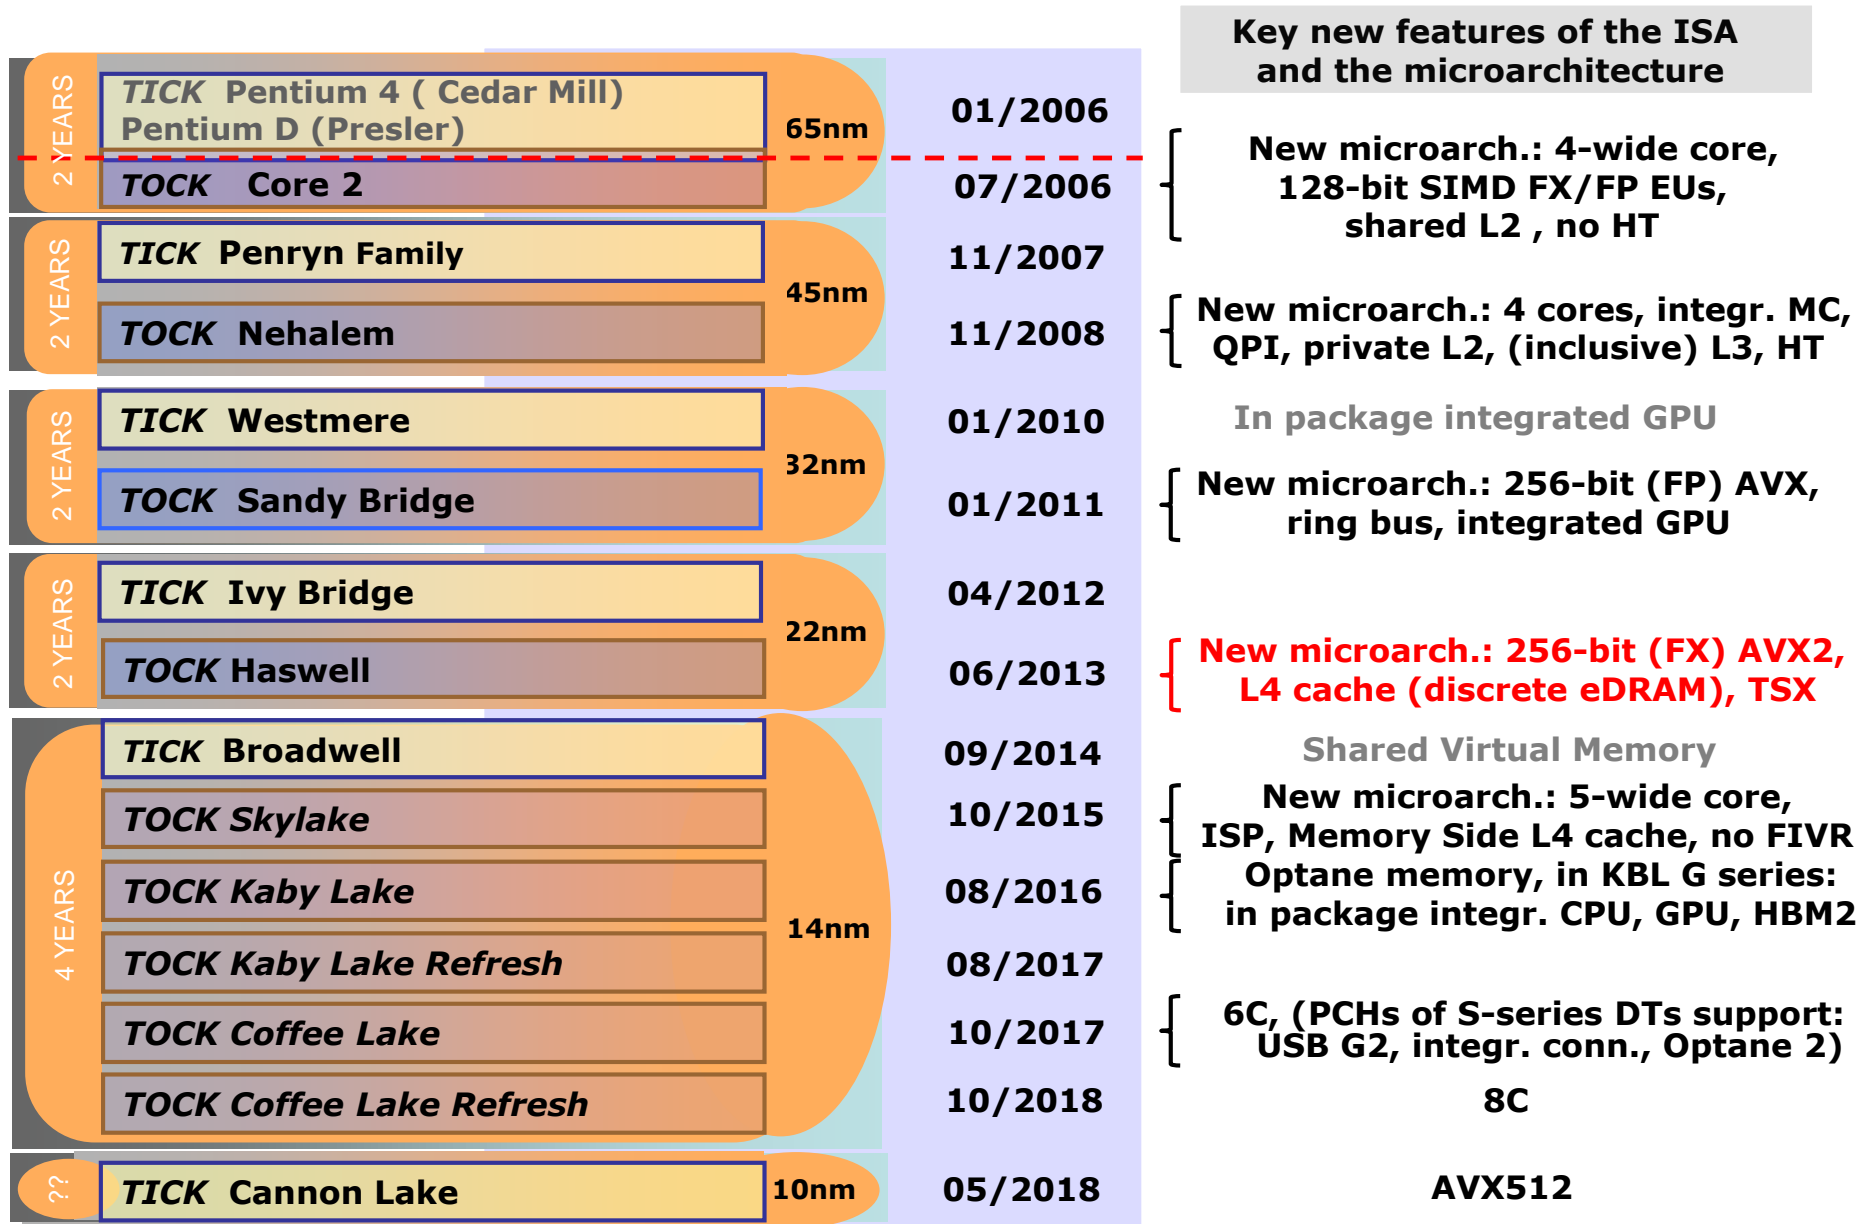 Key new features of the ISA
and the microarchitecture
2 YEARS
TICK Pentium 4 ( Cedar Mill)
Pentium D (Presler)
65nm
01/2006
TOCK Core 2
07/2006
New microarch.: 4-wide core,
128-bit SIMD FX/FP EUs,
shared L2 , no HT
2 YEARS
TICK Penryn Family
45nm
11/2007
TOCK Nehalem
11/2008
New microarch.: 4 cores, integr. MC,
QPI, private L2, (inclusive) L3, HT
2 YEARS
TICK Westmere
32nm
01/2010
In package integrated GPU
TOCK Sandy Bridge
01/2011
New microarch.: 256-bit (FP) AVX,
ring bus, integrated GPU
2 YEARS
TICK Ivy Bridge
22nm
04/2012
TOCK Haswell
06/2013
New microarch.: 256-bit (FX) AVX2,
L4 cache (discrete eDRAM), TSX
4 YEARS
TICK Broadwell
09/2014
Shared Virtual Memory
TOCK Skylake
10/2015
New microarch.: 5-wide core,
ISP, Memory Side L4 cache, no FIVR
TOCK Kaby Lake
14nm
08/2016
Optane memory, in KBL G series:
in package integr. CPU, GPU, HBM2
TOCK Kaby Lake Refresh
08/2017
TOCK Coffee Lake
10/2017
6C, (PCHs of S-series DTs support:
USB G2, integr. conn., Optane 2)
TOCK Coffee Lake Refresh
10/2018
8C
??
TICK Cannon Lake
10nm
05/2018
AVX512